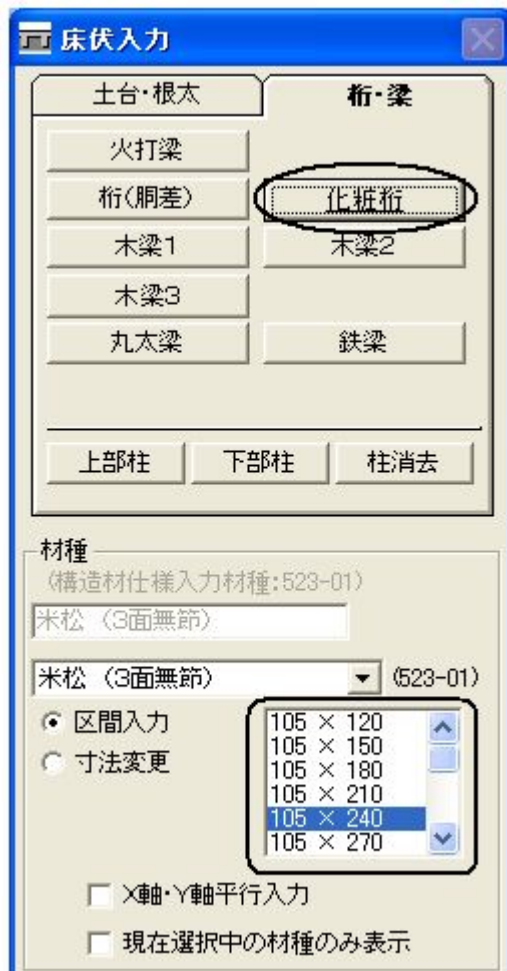 床伏入力
土台・根太 桁・梁
火打梁
桁(胴差) 化粧桁
木梁1 木梁2
木梁3
丸太梁 鉄梁
上部柱 下部柱 柱消去
材種
(構造材仕様入力材種:523-01)
米松 (3面無節)
米松 (3面無節) (523-01)
区間入力
寸法変更
105 × 120
105 × 150
105 × 180
105 × 210
105 × 240
105 × 270
X軸・Y軸平行入力
現在選択中の材種のみ表示